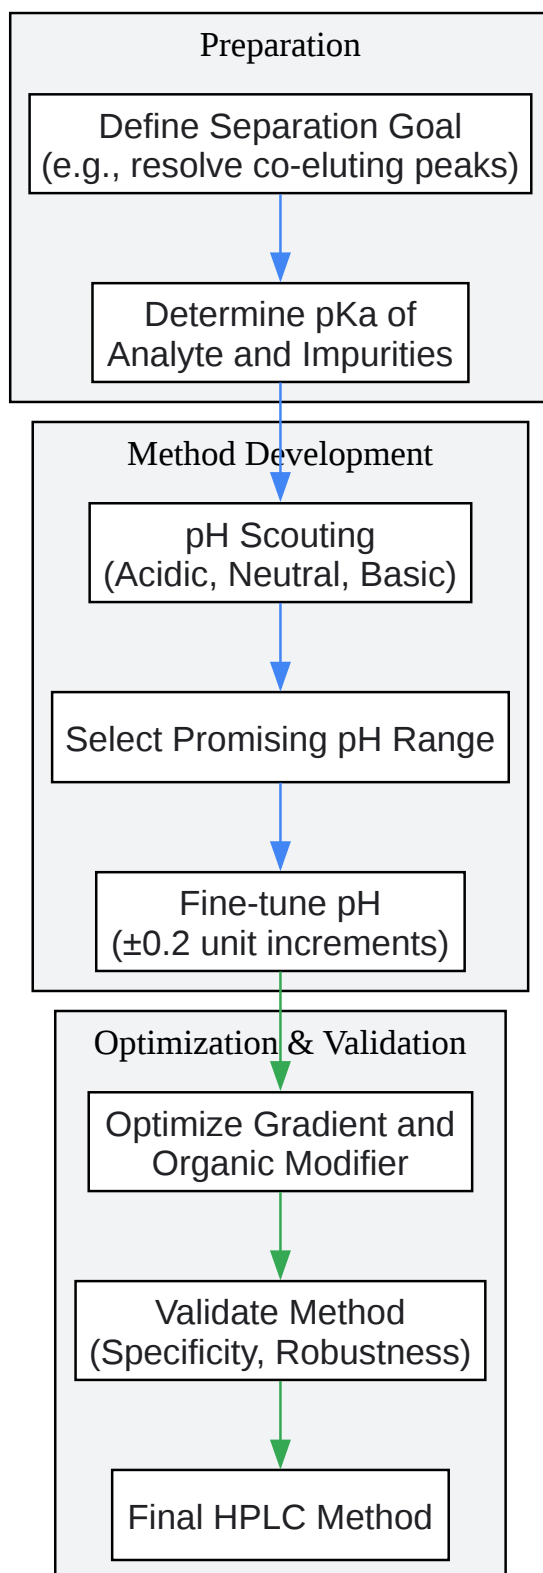 Preparation
Define Separation Goal
(e.g., resolve co-eluting peaks)
Determine pKa of
Analyte and Impurities
Method Development
pH Scouting
(Acidic, Neutral, Basic)
Select Promising pH Range
Fine-tune pH
(±0.2 unit increments)
Optimization & Validation
Optimize Gradient and
Organic Modifier
Validate Method
(Specificity, Robustness)
Final HPLC Method